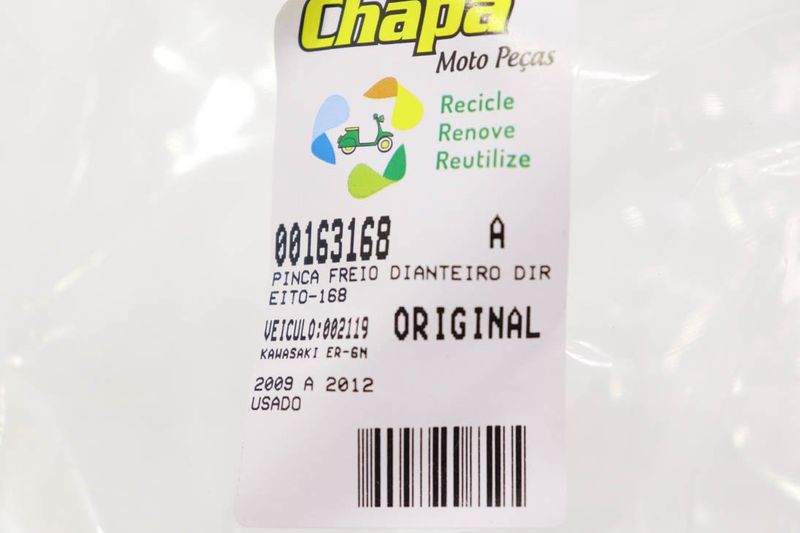 Chapa
Moto Peças
Recicle
Renove
Reutilize
00163168 A
PINCA FREIO DIANTEIRO DIR
EITO-168
VEICULO:002119 ORIGINAL
KAWASAKI ER-6N
2009 A 2012
USADO